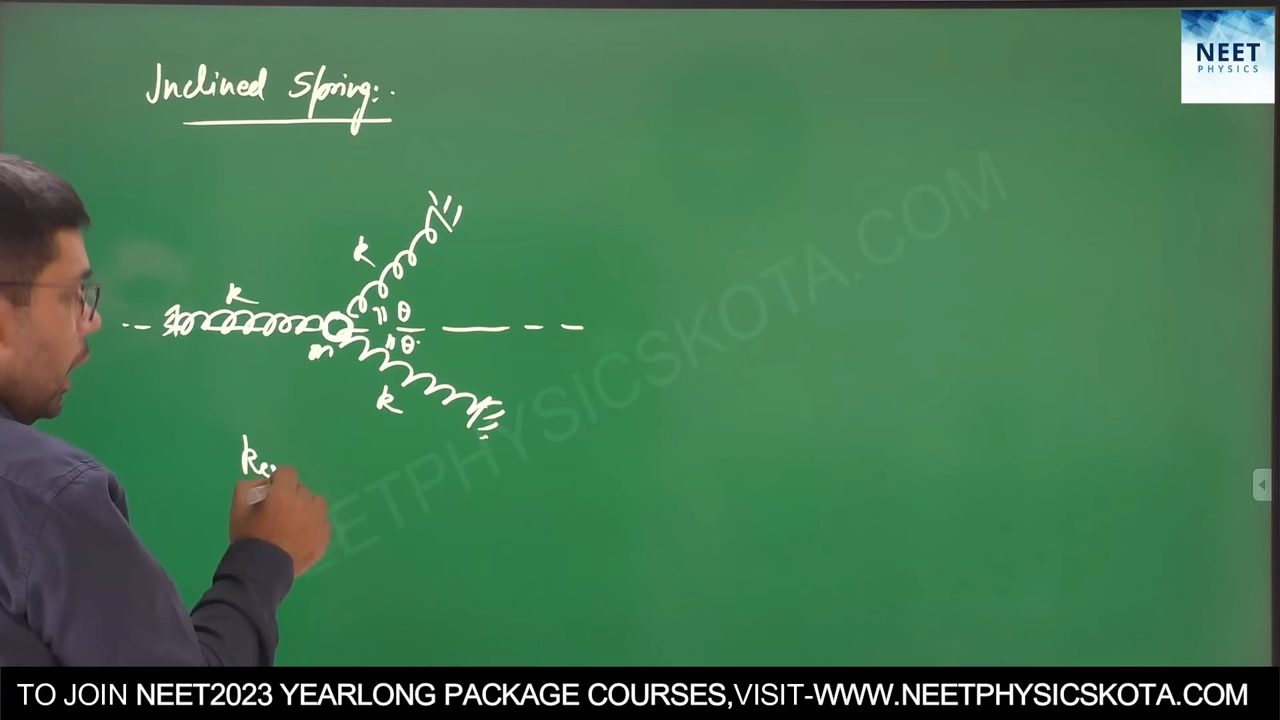 NEET
PHYSICS
Inclined Spring:
k
k
θ
θ
m
k
NEETPHYSICSKOTA.COM
TO JOIN NEET2023 YEARLONG PACKAGE COURSES,VISIT-WWW.NEETPHYSICSKOTA.COM